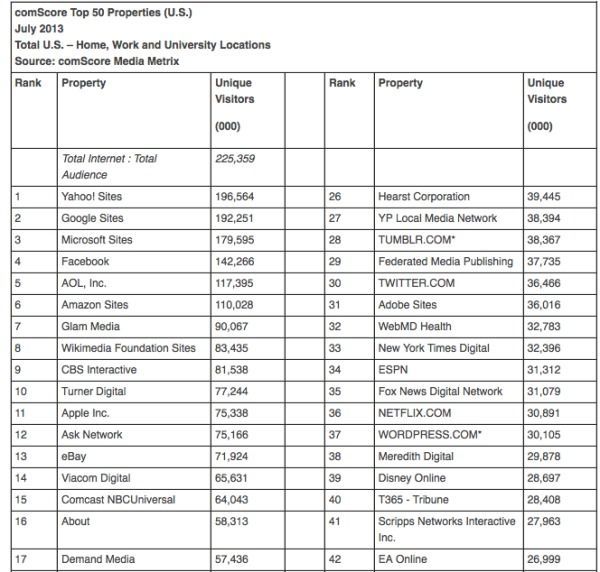 comScore Top 50 Properties (U.S.)
July 2013
Total U.S. – Home, Work and University Locations
Source: comScore Media Metrix
Rank Property Unique Rank Property Unique
Visitors Visitors
(000) (000)
Total Internet : Total 225,359
Audience
1 Yahoo! Sites 196,564 26 Hearst Corporation 39,445
2 Google Sites 192,251 27 YP Local Media Network 38,394
3 Microsoft Sites 179,595 28 TUMBLR.COM* 38,367
4 Facebook 142,266 29 Federated Media Publishing 37,735
5 AOL, Inc. 117,395 30 TWITTER.COM 36,466
6 Amazon Sites 110,028 31 Adobe Sites 36,016
7 Glam Media 90,067 32 WebMD Health 32,783
8 Wikimedia Foundation Sites 83,435 33 New York Times Digital 32,396
9 CBS Interactive 81,538 34 ESPN 31,312
10 Turner Digital 77,244 35 Fox News Digital Network 31,079
11 Apple Inc. 75,338 36 NETFLIX.COM 30,891
12 Ask Network 75,166 37 WORDPRESS.COM* 30,105
13 eBay 71,924 38 Meredith Digital 29,878
14 Viacom Digital 65,631 39 Disney Online 28,697
15 Comcast NBCUniversal 64,043 40 T365 - Tribune 28,408
16 About 58,313 41 Scripps Networks Interactive 27,963
Inc.
17 Demand Media 57,436 42 EA Online 26,999